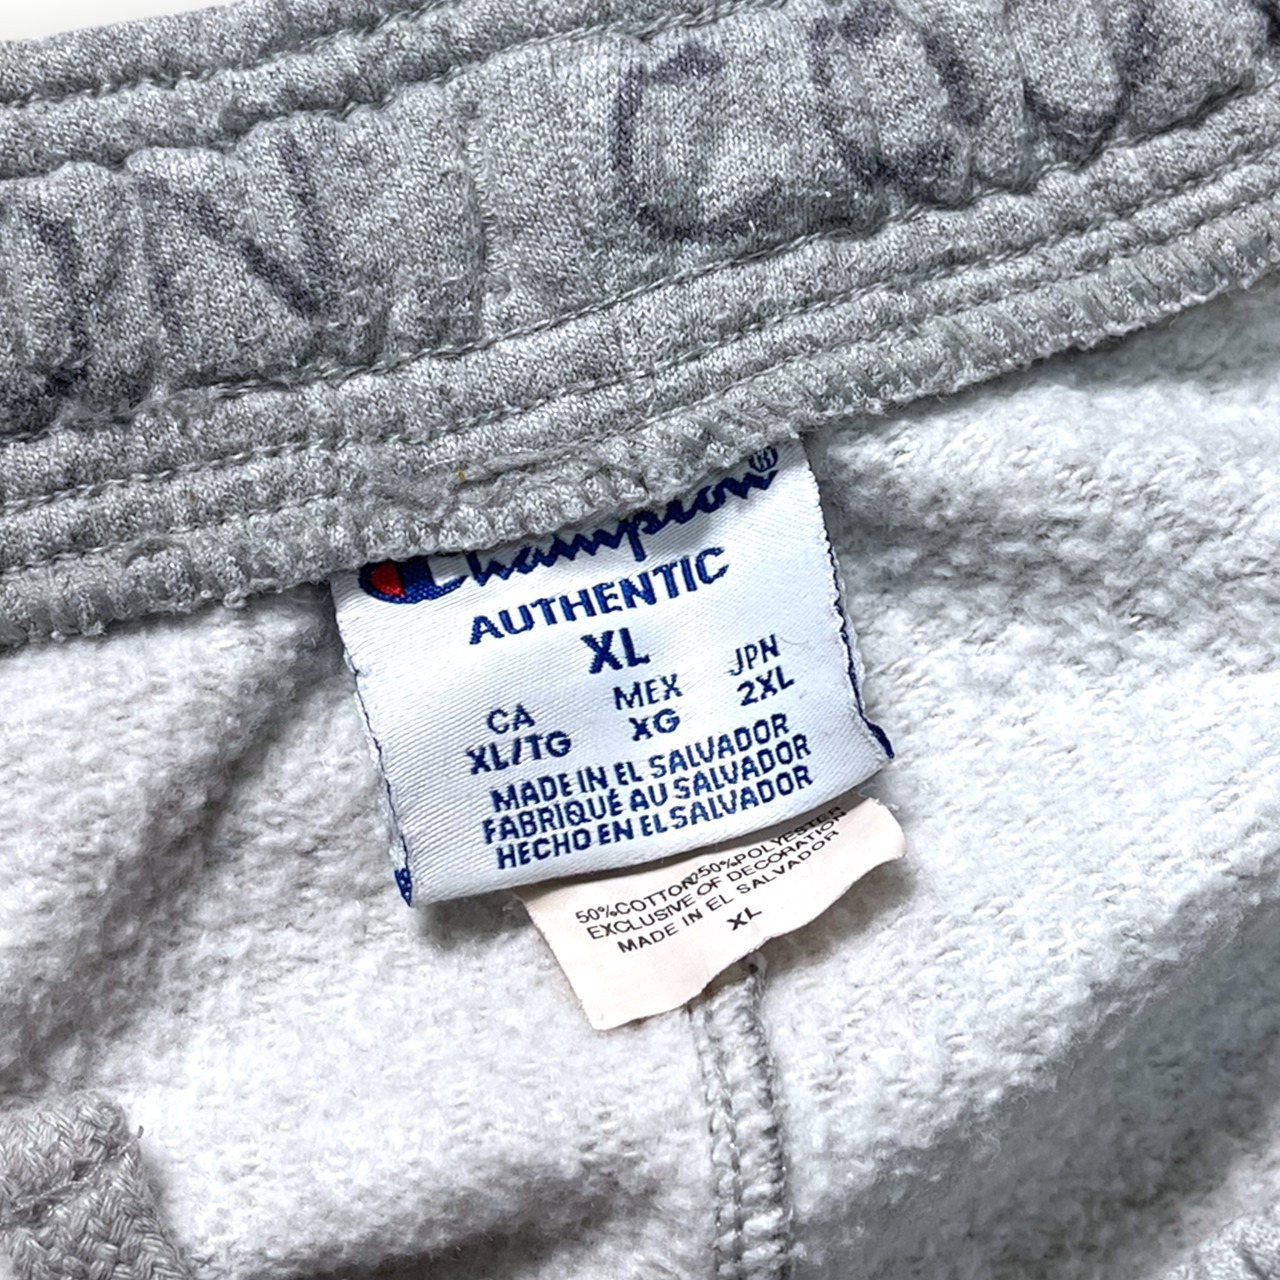 Champion®
AUTHENTIC
XL
CA MEX JPN
XL/TG XG 2XL
MADE IN EL SALVADOR
FABRIQUÉ AU SALVADOR
HECHO EN EL SALVADOR
50%COTTON 50%POLYESTER
EXCLUSIVE OF DECORATION
MADE IN EL SALVADOR
XL